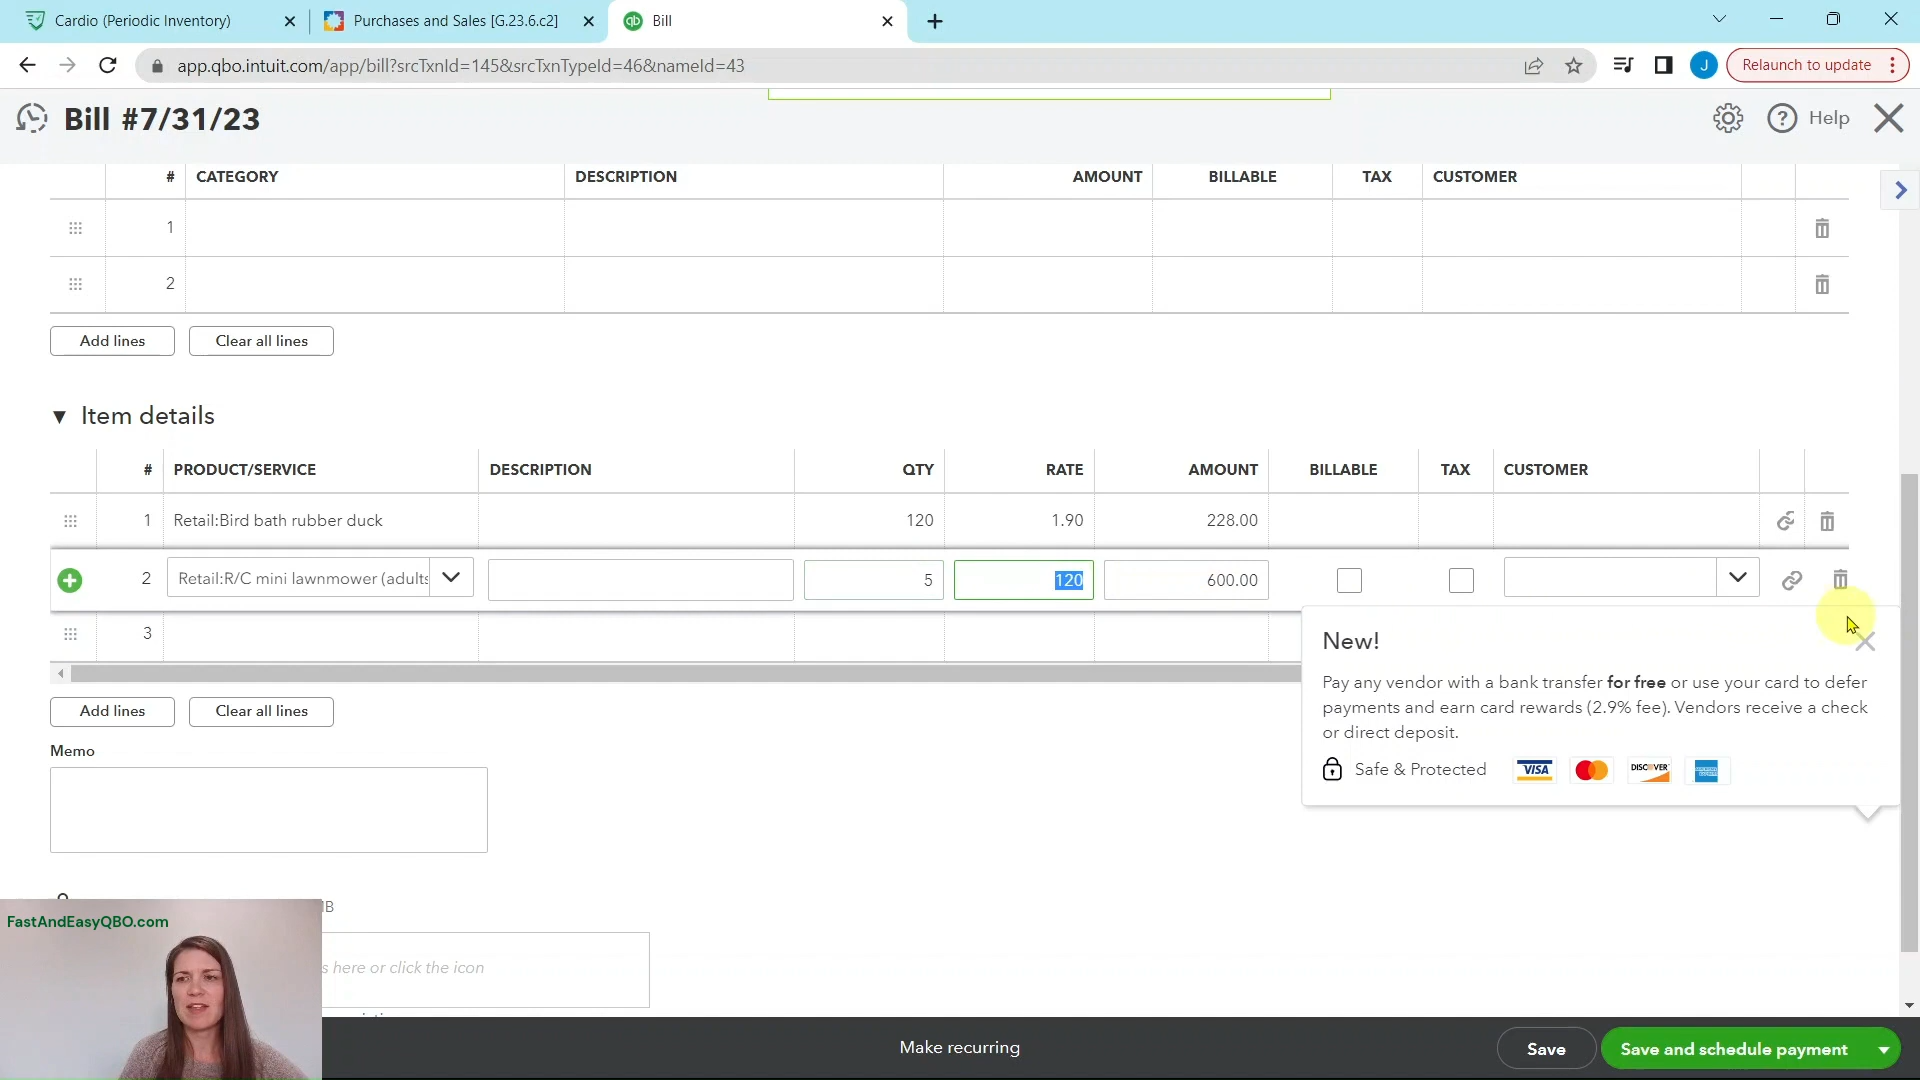 Cardio (Periodic Inventory)
Purchases and Sales [G.23.6.c2]
qb
Bill
app.qbo.intuit.com/app/bill?srcTxnId=145&srcTxnTypeId=46&nameId=43
J
Relaunch to update
Bill #7/31/23
? Help
# CATEGORY DESCRIPTION AMOUNT BILLABLE TAX CUSTOMER
1
2
Add lines Clear all lines
Item details
# PRODUCT/SERVICE DESCRIPTION QTY RATE AMOUNT BILLABLE TAX CUSTOMER
1 Retail:Bird bath rubber duck 120 1.90 228.00
2 Retail:R/C mini lawnmower (adults 5 120 600.00
3
New!
Pay any vendor with a bank transfer for free or use your card to defer
payments and earn card rewards (2.9% fee). Vendors receive a check
or direct deposit.
Safe & Protected VISA DISCOVER
Add lines Clear all lines
Memo
FastAndEasyQBO.com
s here or click the icon
Make recurring
Save
Save and schedule payment